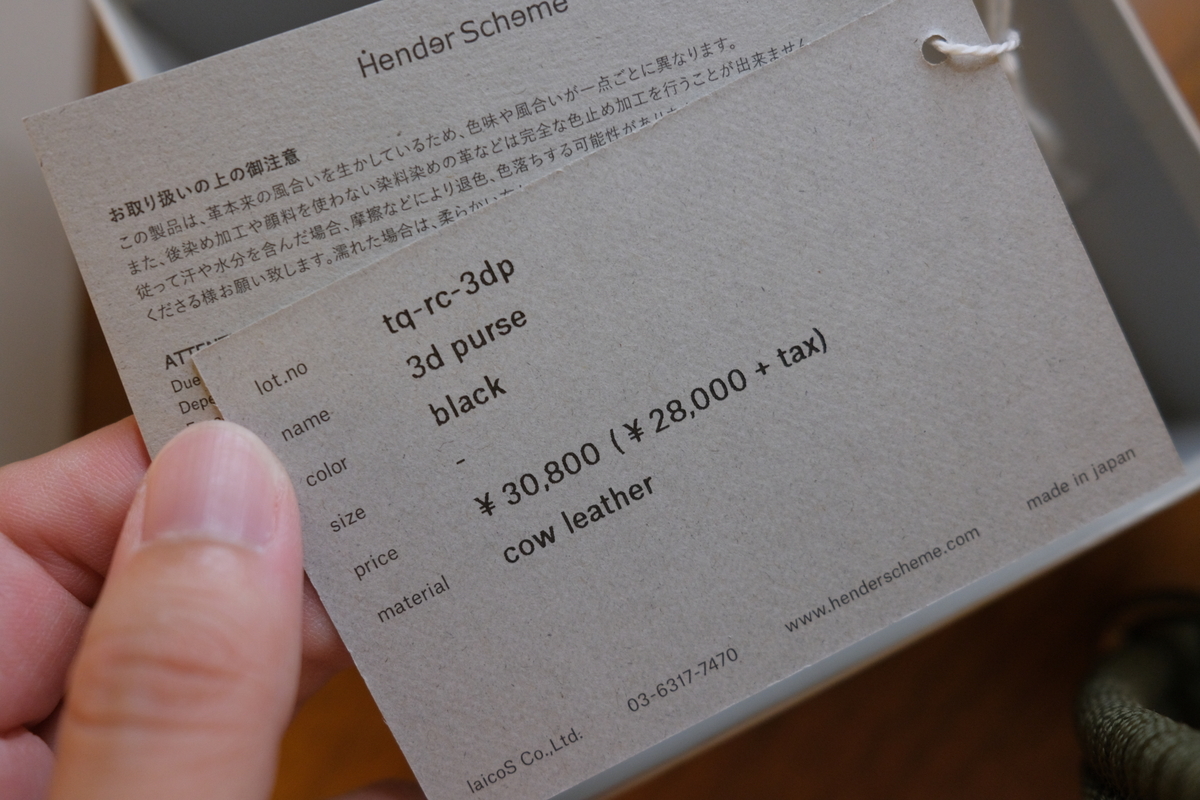 Hender Scheme
お取り扱いの上の御注意
この製品は、革本来の風合いを生かしているため、色味や風合いが一点ごとに異なります。
また、後染め加工や顔料を使わない染料染めの革などは完全な色止め加工を行うことが出来ません
従って汗や水分を含んだ場合、摩擦などにより退色、色落ちする可能性があり
くださる様お願い致します。濡れた場合は、柔らかい
Due
Depe
lot.no tq-rc-3dp
name 3d purse
color black
size -
price ¥ 30,800 ( ¥ 28,000 + tax)
material cow leather
laicoS Co.,Ltd. 03-6317-7470 www.henderscheme.com made in japan